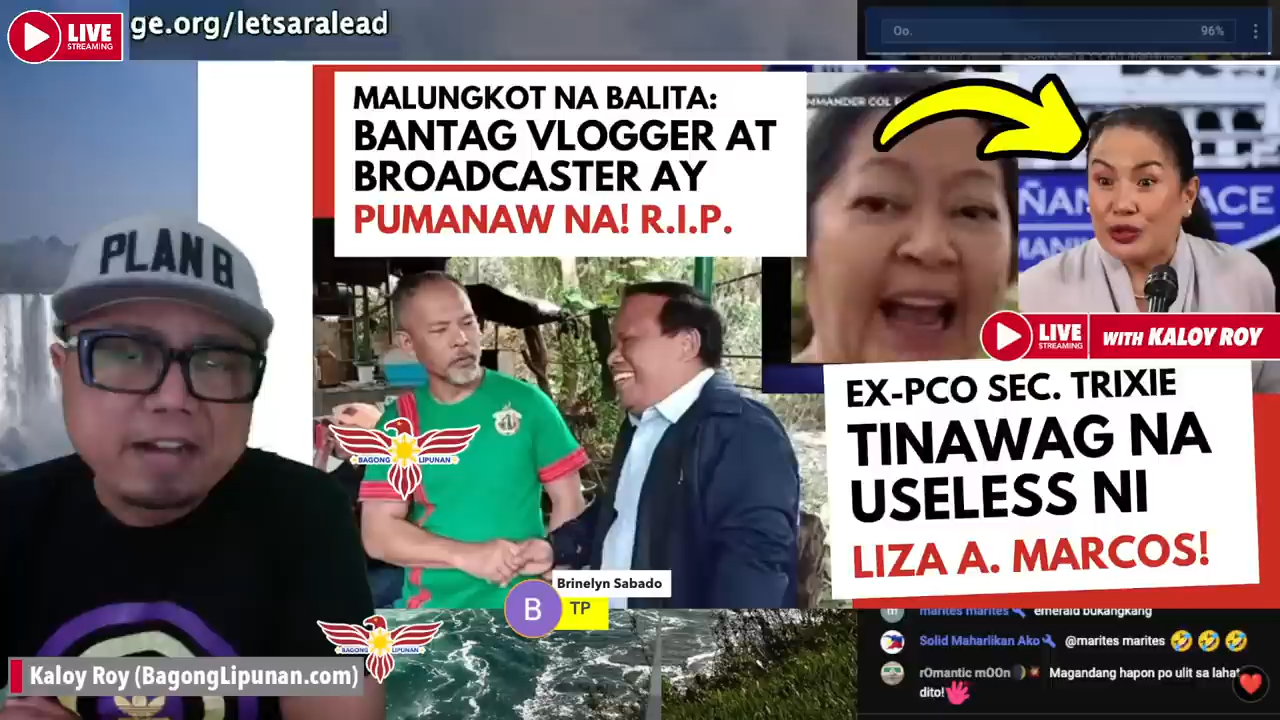 LIVE
STREAMING
ge.org/letsaralead
Oo.
96%
MALUNGKOT NA BALITA:
BANTAG VLOGGER AT
BROADCASTER AY
PUMANAW NA! R.I.P.
MMANDER COL
PLAN B
LIVE
STREAMING
WITH KALOY ROY
EX-PCO SEC. TRIXIE
TINAWAG NA
USELESS NI
LIZA A. MARCOS!
BAGONG LIPUNAN
Brinelyn Sabado
B
TP
BAGONG LIPUNAN
Kaloy Roy (BagongLipunan.com)
marites marites emerald bukangkang
Solid Maharlikan Ako @marites marites 🤣🤣🤣
rOmantic mOOn Magandang hapon po ulit sa lahat
dito!